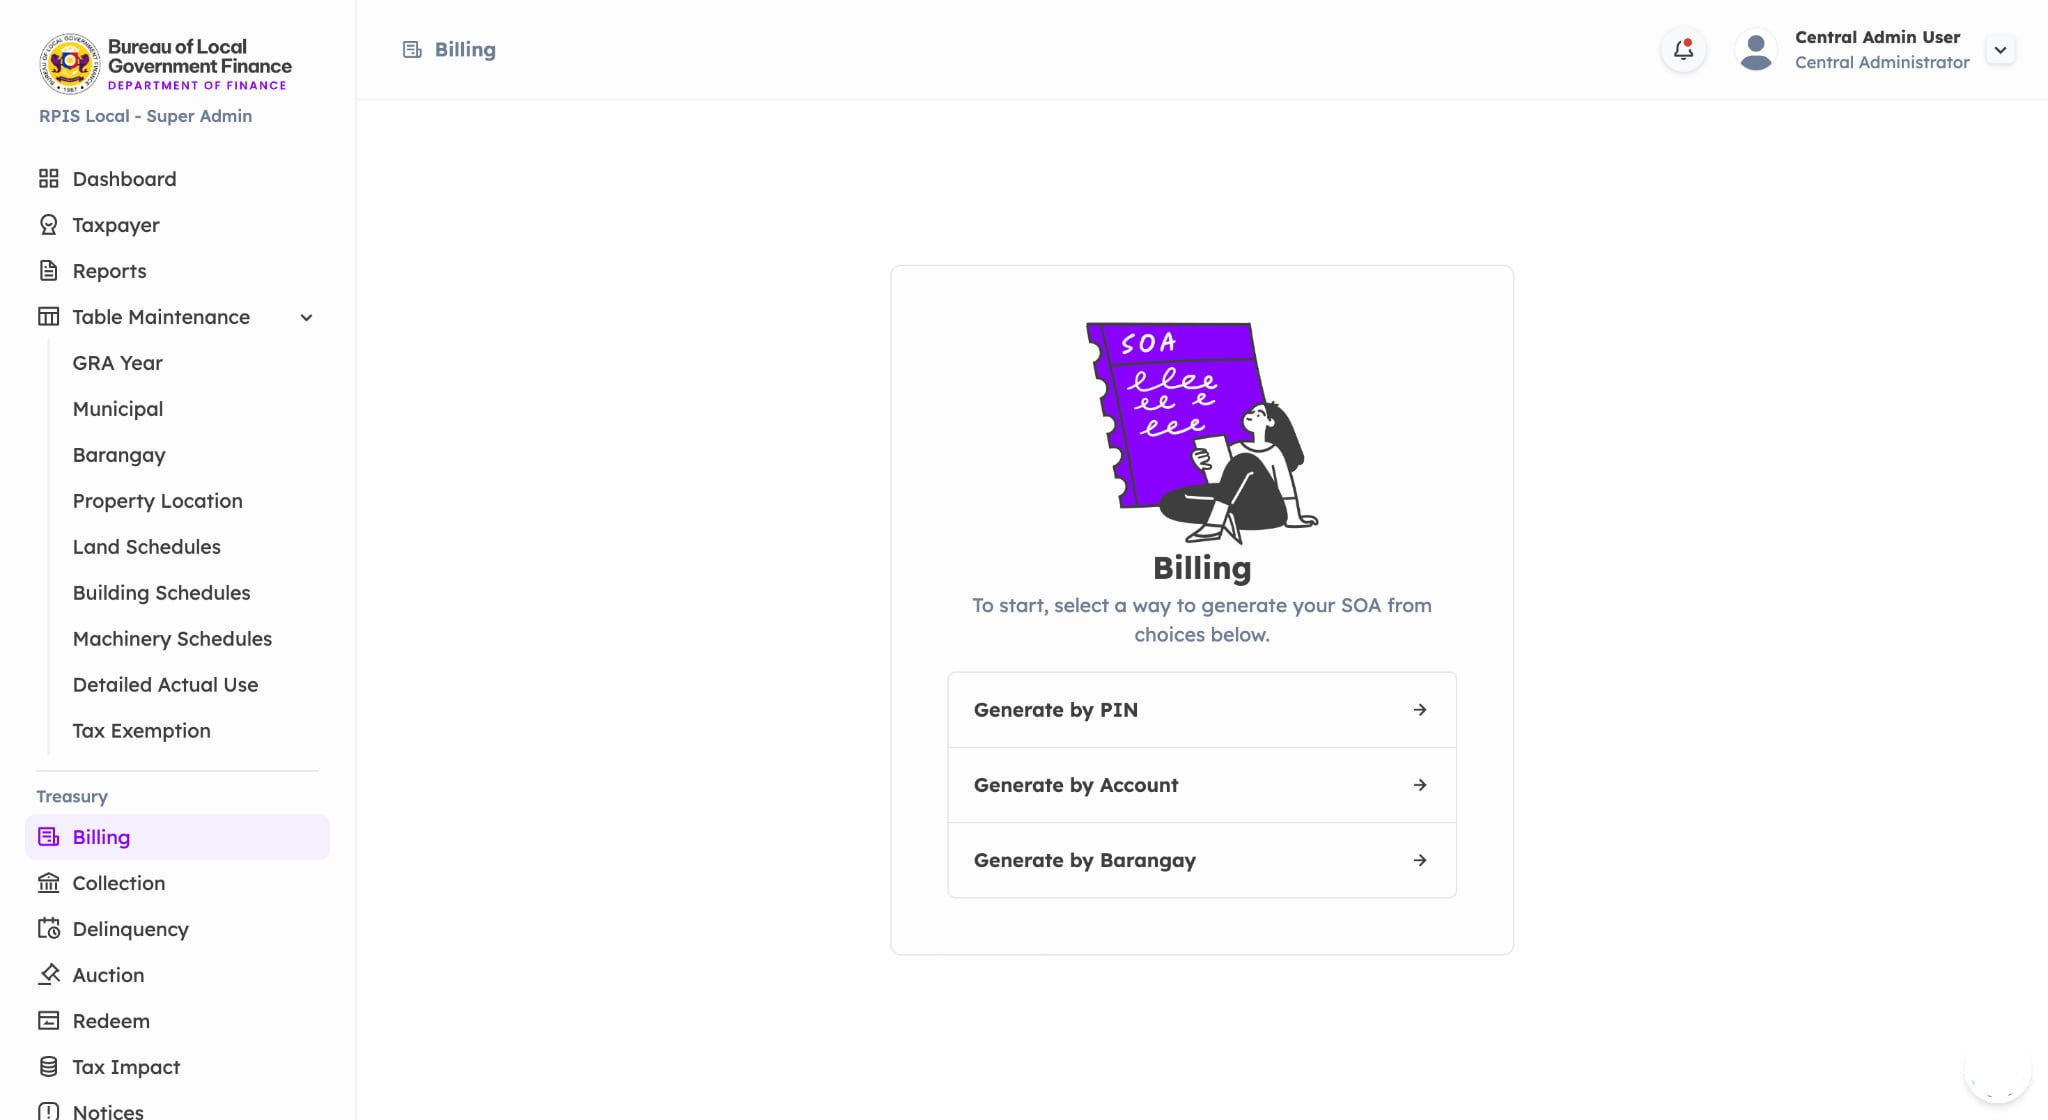 Bureau of Local
Government Finance
DEPARTMENT OF FINANCE
RPIS Local - Super Admin
Dashboard
Taxpayer
Reports
Table Maintenance
GRA Year
Municipal
Barangay
Property Location
Land Schedules
Building Schedules
Machinery Schedules
Detailed Actual Use
Tax Exemption
Treasury
Billing
Collection
Delinquency
Auction
Redeem
Tax Impact
Notices
Billing
Central Admin User
Central Administrator
SOA
Billing
To start, select a way to generate your SOA from
choices below.
Generate by PIN
Generate by Account
Generate by Barangay